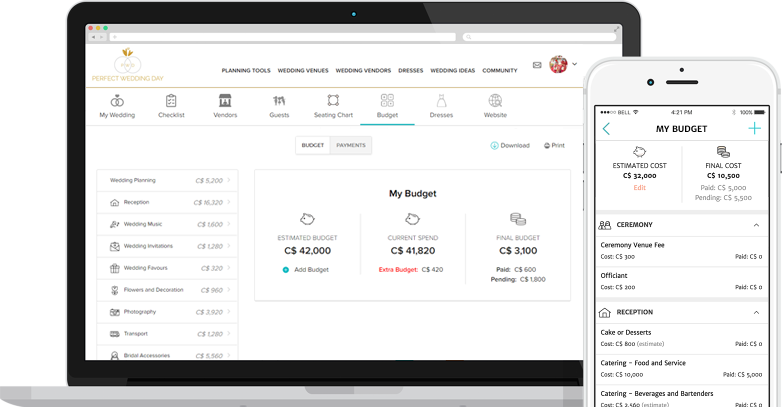 PERFECT WEDDING DAY
PLANNING TOOLS WEDDING VENUES WEDDING VENDORS DRESSES WEDDING IDEAS COMMUNITY
My Wedding Checklist Vendors Guests Seating Chart Budget Dresses Website
BUDGET PAYMENTS Download Print
Wedding Planning C$ 5,200
Reception C$ 16,320
Wedding Music C$ 1,600
Wedding Invitations C$ 1,280
Wedding Favours C$ 320
Flowers and Decoration C$ 960
Photography C$ 3,920
Transport C$ 1,280
Bridal Accessories C$ 5,560
My Budget
ESTIMATED BUDGET CURRENT SPEND FINAL BUDGET
C$ 42,000 C$ 41,820 C$ 3,100
Add Budget Extra Budget: C$ 420 Paid: C$ 600
Pending: C$ 1,800
BELL 4:21 PM 100%
MY BUDGET
ESTIMATED COST FINAL COST
C$ 32,000 C$ 10,500
Edit Paid: C$ 5,000
Pending: C$ 5,500
CEREMONY
Ceremony Venue Fee
Cost: C$ 300 Paid: C$ 0
Officiant
Cost: C$ 200 Paid: C$ 0
RECEPTION
Cake or Desserts
Cost: C$ 800 (estimate) Paid: C$ 0
Catering - Food and Service
Cost: C$ 10,000 Paid: C$ 5,000
Catering - Beverages and Bartenders
Cost: C$ 2,560 (estimate) Paid: C$ 0